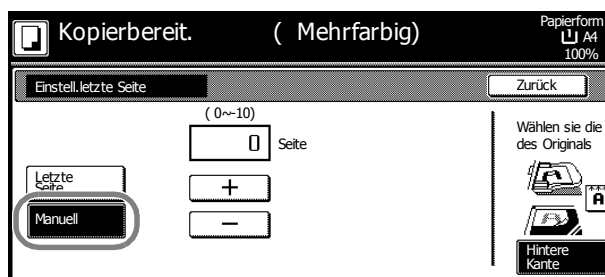 Kopierbereit. ( Mehrfarbig)
Papierform
A4
100%
Einstell.letzte Seite
Zurück
( 0~-10)
0 Seite
Letzte
Seite
+
Manuell
−
Wählen sie die
des Originals
A
Hintere
Kante